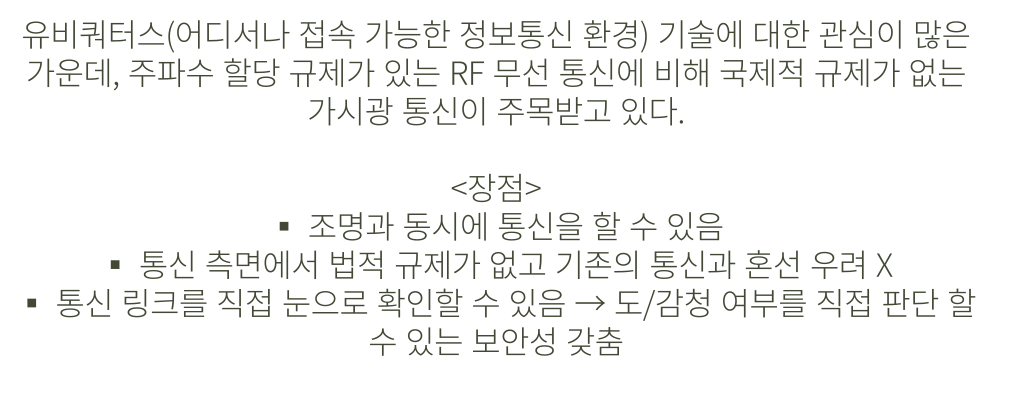 유비쿼터스(어디서나 접속 가능한 정보통신 환경) 기술에 대한 관심이 많은
가운데, 주파수 할당 규제가 있는 RF 무선 통신에 비해 국제적 규제가 없는
가시광 통신이 주목받고 있다.
<장점>
▪ 조명과 동시에 통신을 할 수 있음
▪ 통신 측면에서 법적 규제가 없고 기존의 통신과 혼선 우려 X
▪ 통신 링크를 직접 눈으로 확인할 수 있음 → 도/감청 여부를 직접 판단 할
수 있는 보안성 갖춤